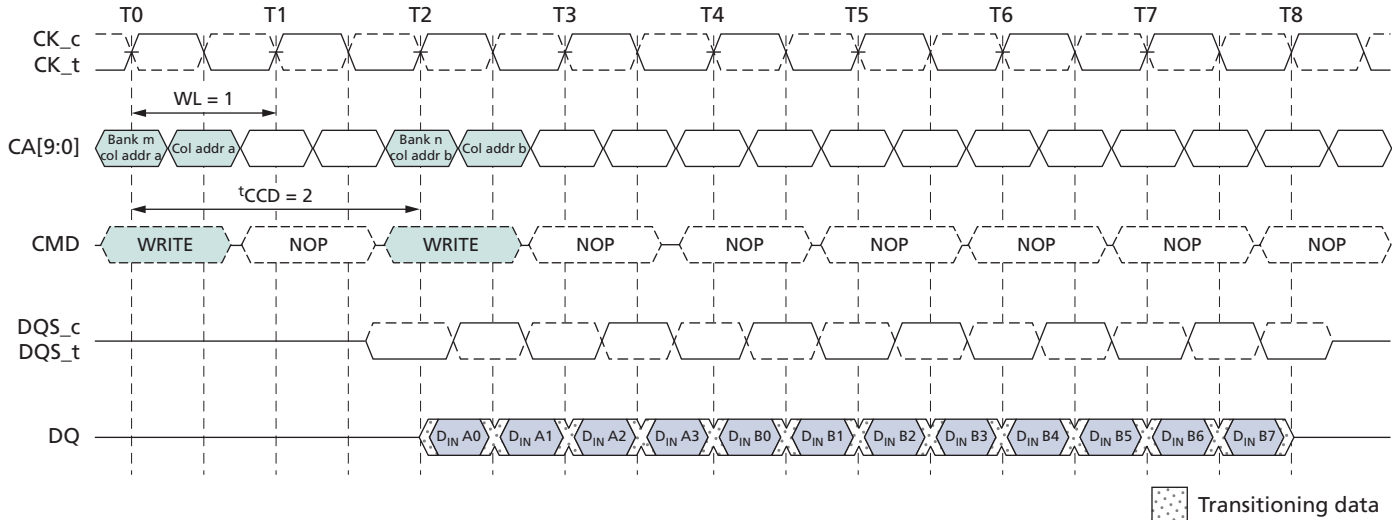 T0 T1 T2 T3 T4 T5 T6 T7 T8
CK_c
CK_t
WL = 1
CA[9:0] Bank m col addr a Col addr a Bank n col addr b Col addr b
tCCD = 2
CMD WRITE NOP WRITE NOP NOP NOP NOP NOP NOP
DQS_c
DQS_t
DQ DIN A0 DIN A1 DIN A2 DIN A3 DIN B0 DIN B1 DIN B2 DIN B3 DIN B4 DIN B5 DIN B6 DIN B7
Transitioning data